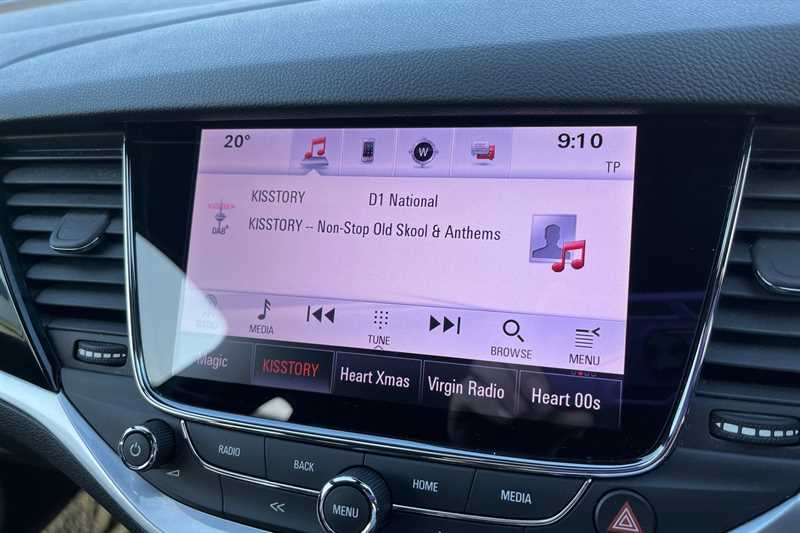 20°
W
9:10
TP
KISSTORY D1 National
DAB+
KISSTORY -- Non-Stop Old Skool & Anthems
MEDIA
TUNE
BROWSE
MENU
Magic
KISSTORY
Heart Xmas
Virgin Radio
Heart 00s
RADIO
BACK
HOME
MEDIA
<<
MENU